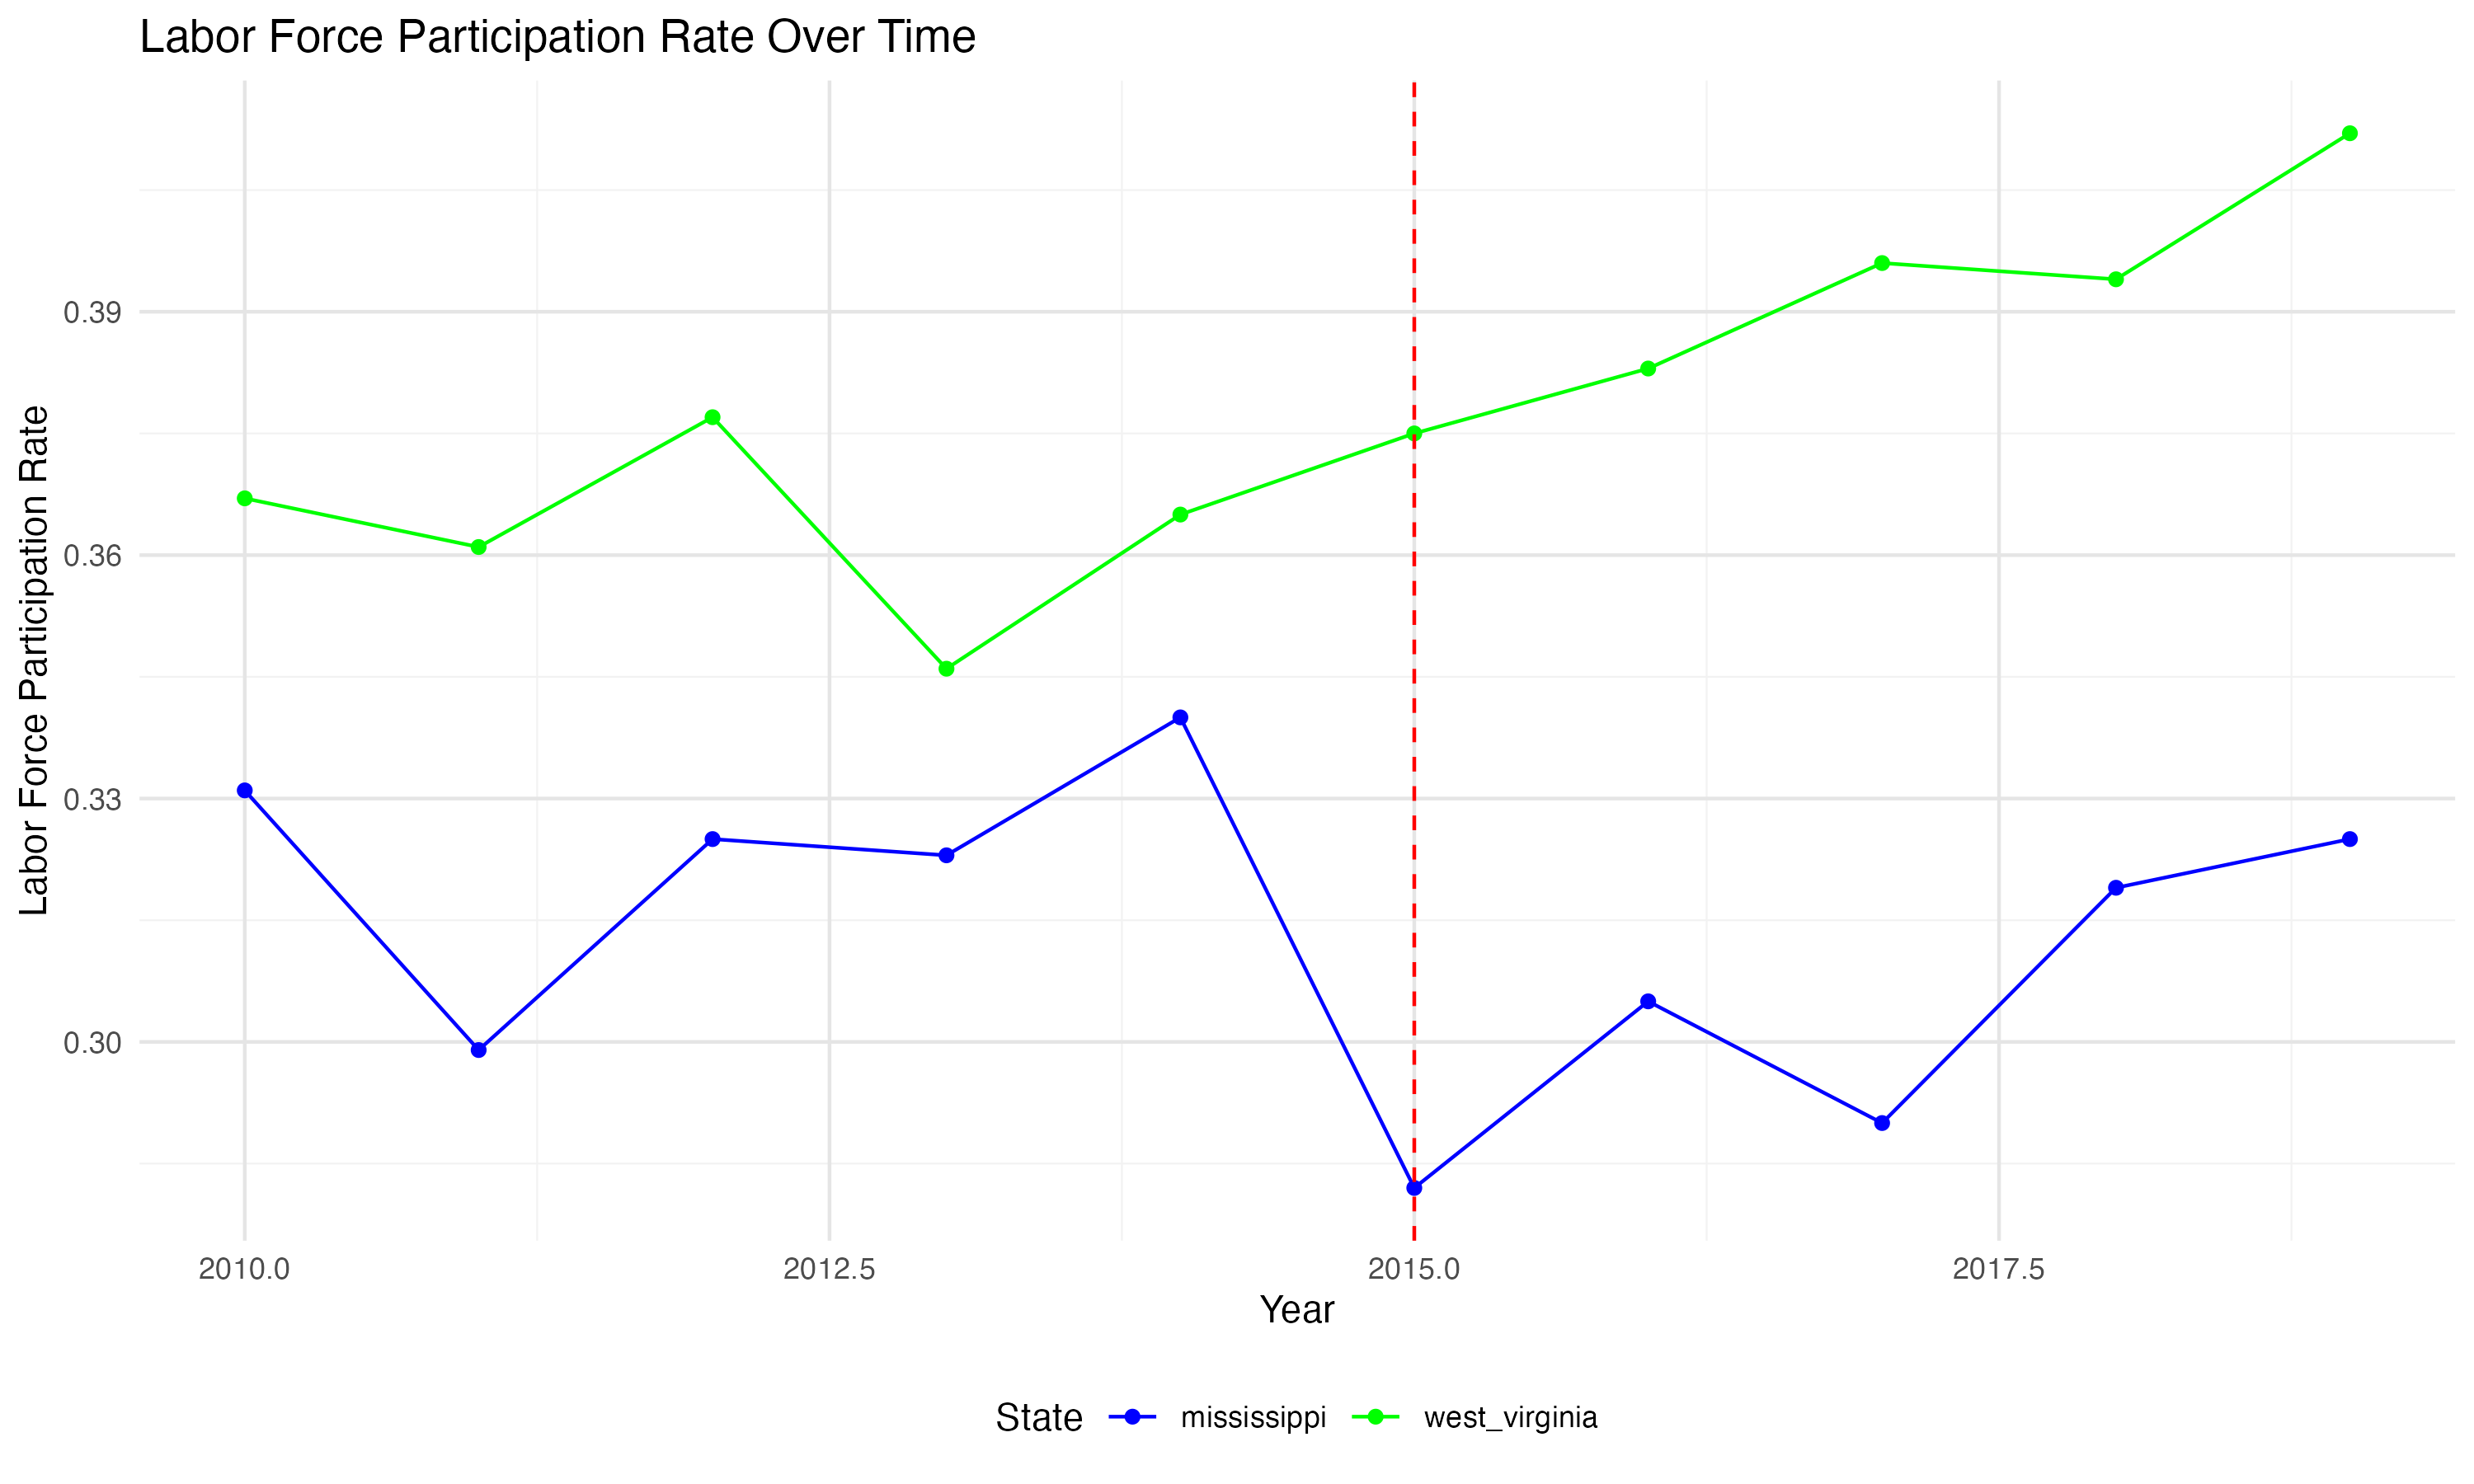 Labor Force Participation Rate Over Time
Labor Force Participation Rate
0.39
0.36
0.33
0.30
2010.0 2012.5 2015.0 2017.5
Year
State mississippi west_virginia